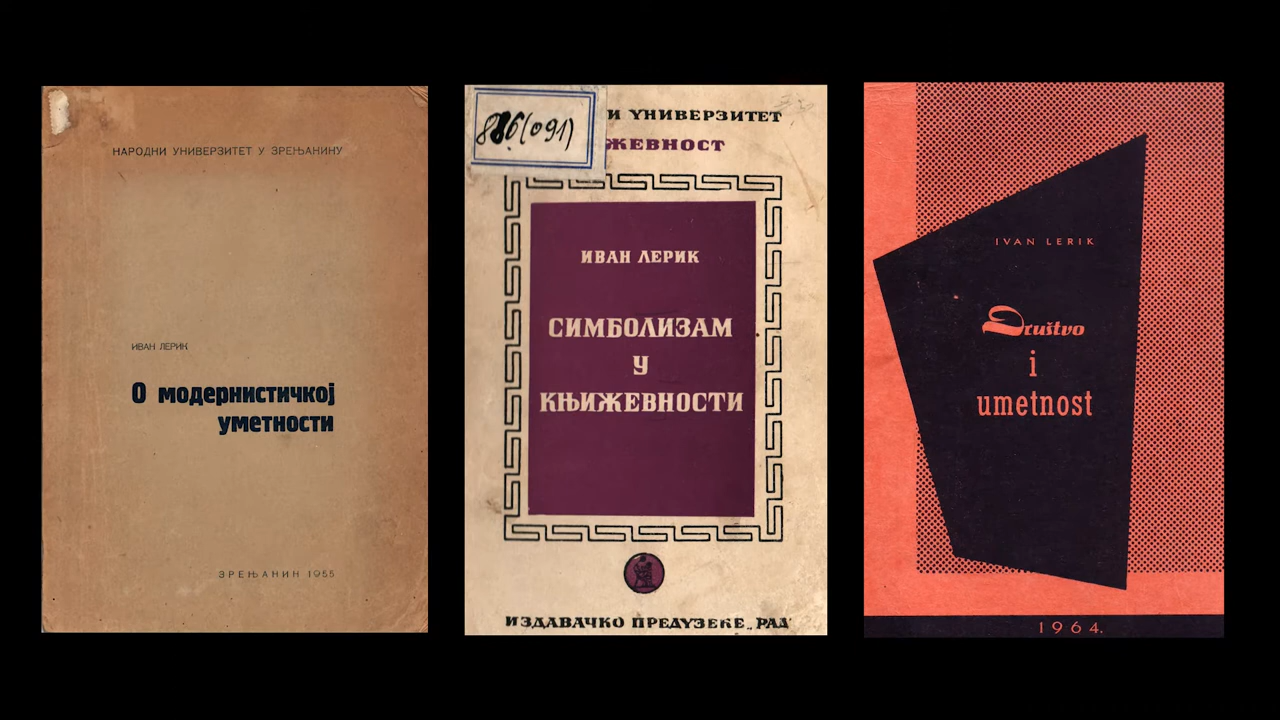 НАРОДНИ УНИВЕРЗИТЕТ У ЗРЕЊАНИНУ
ИВАН ЛЕРИК
О модернистичкој
уметности
ЗРЕЊАНИН 1955
886(091)
И УНИВЕРЗИТЕТ
ЖЕВНОСТ
ИВАН ЛЕРИК
СИМБОЛИЗАМ
У
КЊИЖЕВНОСТИ
ИЗДАВАЧКО ПРЕДУЗЕЋЕ „РАД"
IVAN LERIK
Društvo
i
umetnost
1964.